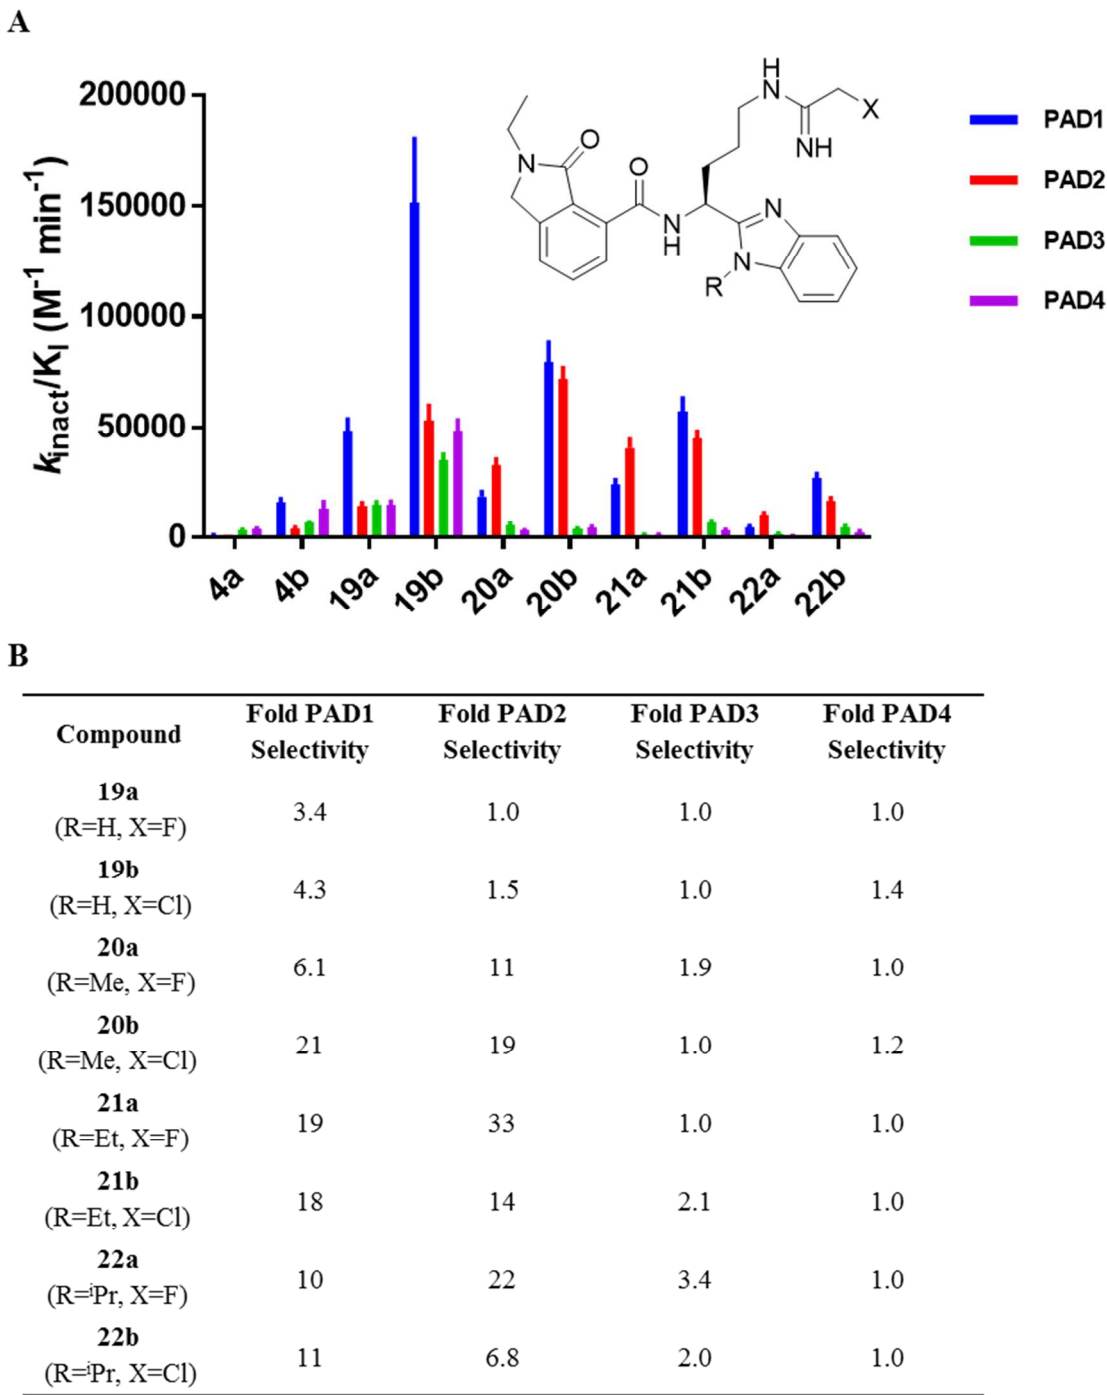 A
200000
150000
100000
50000
0
kinact/KI (M-1 min-1)
4a
4b
19a
19b
20a
20b
21a
21b
22a
22b
H
N
X
NH
N
O
O
N
H
N
N
R
PAD1
PAD2
PAD3
PAD4
B
Compound
Fold PAD1 Selectivity
Fold PAD2 Selectivity
Fold PAD3 Selectivity
Fold PAD4 Selectivity
19a
(R=H, X=F)
3.4 1.0 1.0 1.0
19b
(R=H, X=Cl)
4.3 1.5 1.0 1.4
20a
(R=Me, X=F)
6.1 11 1.9 1.0
20b
(R=Me, X=Cl)
21 19 1.0 1.2
21a
(R=Et, X=F)
19 33 1.0 1.0
21b
(R=Et, X=Cl)
18 14 2.1 1.0
22a
(R=iPr, X=F)
10 22 3.4 1.0
22b
(R=iPr, X=Cl)
11 6.8 2.0 1.0